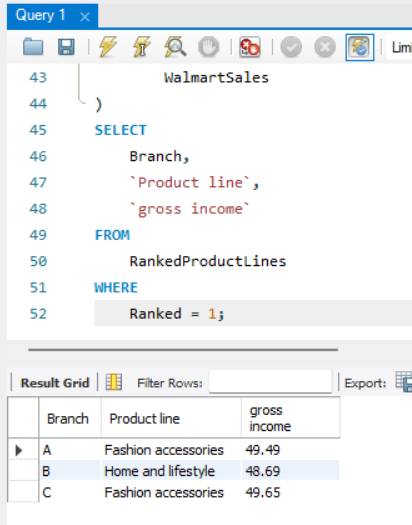 Query 1
Lim
43 WalmartSales
44 )
45 SELECT
46 Branch,
47 `Product line`,
48 `gross income`
49 FROM
50 RankedProductLines
51 WHERE
52 Ranked = 1;
Result Grid Filter Rows: Export:
Branch Product line gross income
A Fashion accessories 49.49
B Home and lifestyle 48.69
C Fashion accessories 49.65